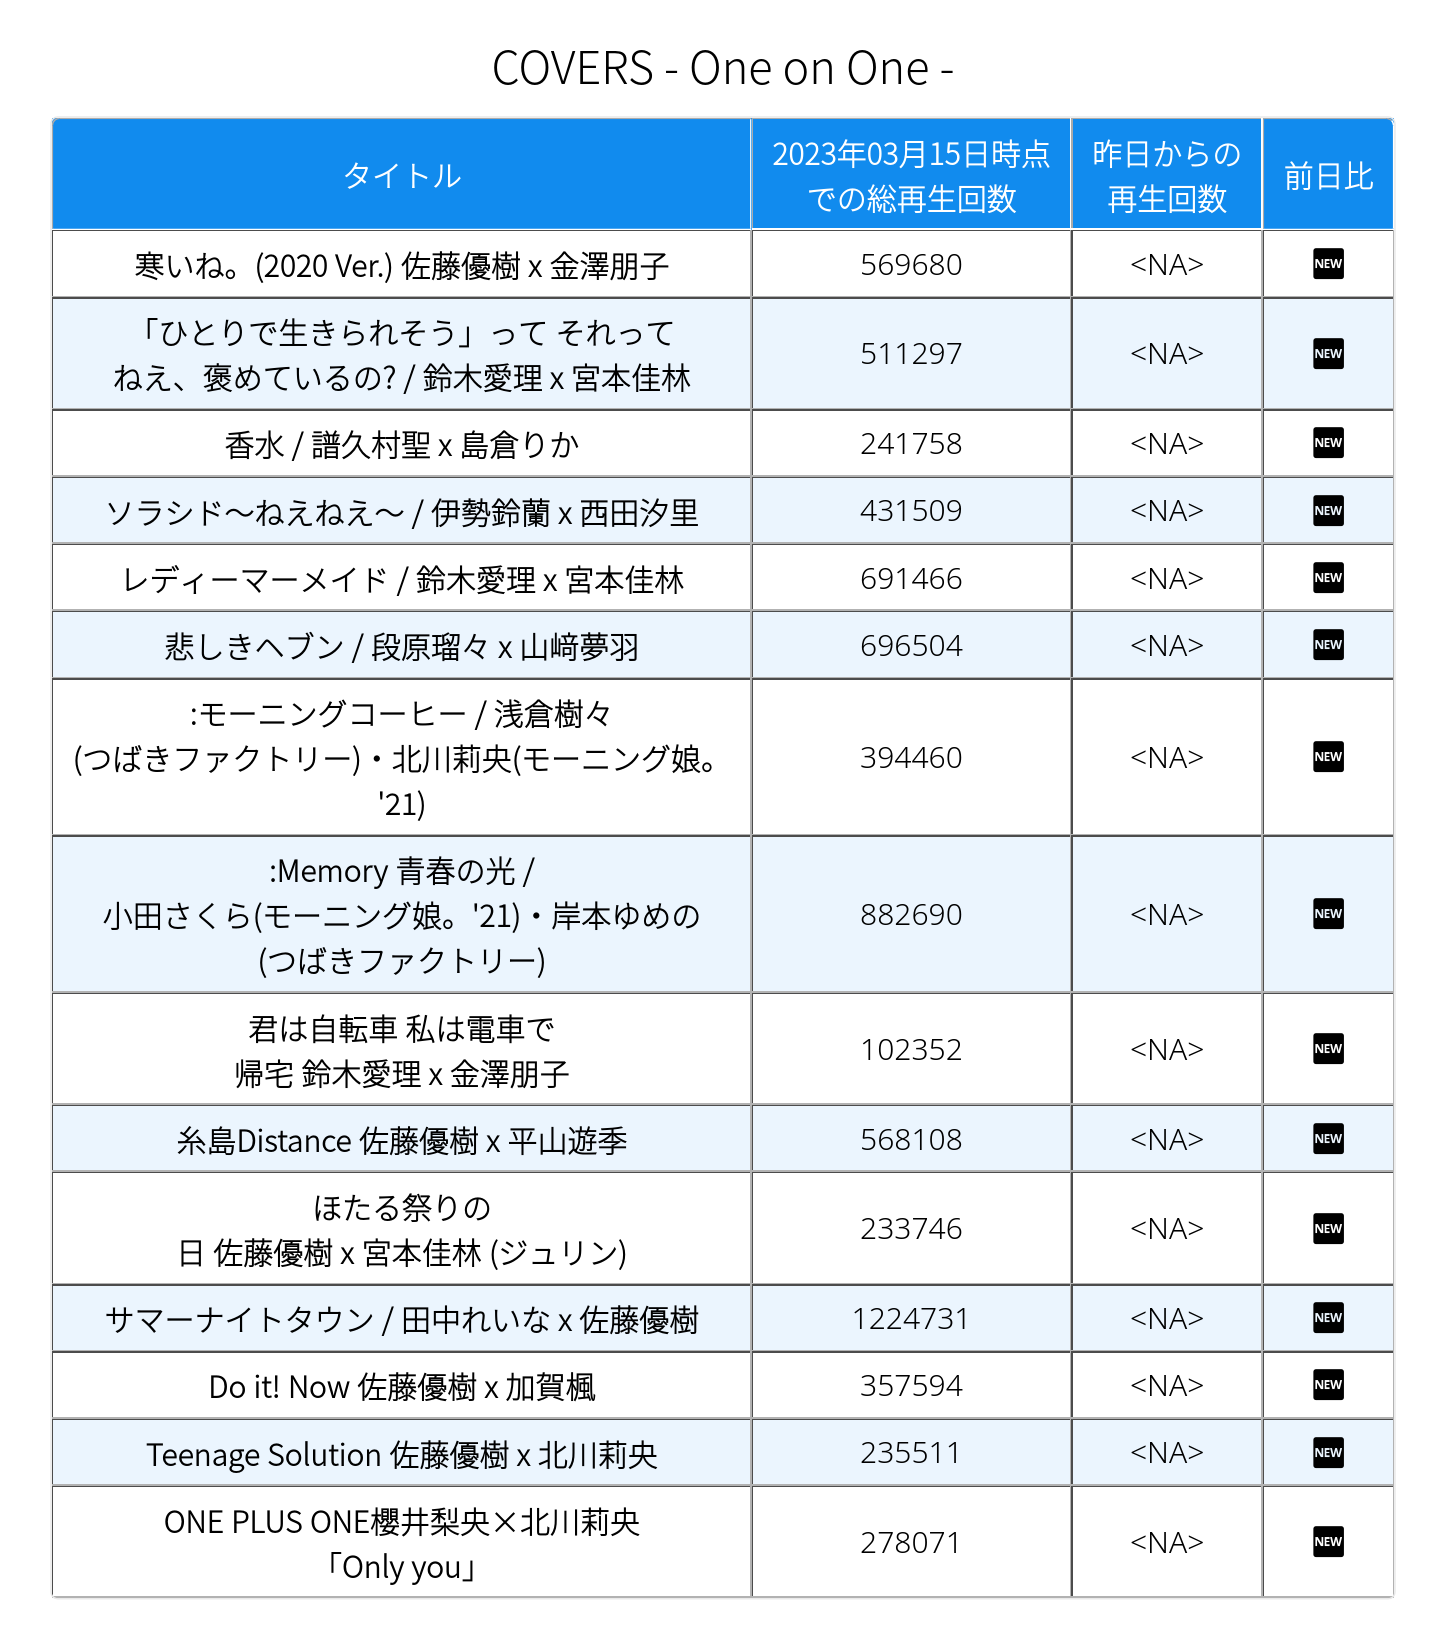 COVERS - One on One -
タイトル
2023年03月15日時点
での総再生回数
昨日からの
再生回数
前日比
寒いね。(2020 Ver.) 佐藤優樹 x 金澤朋子
569680
<NA>
NEW
「ひとりで生きられそう」って それって
ねえ、褒めているの? / 鈴木愛理 x 宮本佳林
511297
<NA>
NEW
香水 / 譜久村聖 x 島倉りか
241758
<NA>
NEW
ソラシド～ねえねえ～ / 伊勢鈴蘭 x 西田汐里
431509
<NA>
NEW
レディーマーメイド / 鈴木愛理 x 宮本佳林
691466
<NA>
NEW
悲しきヘブン / 段原瑠々 x 山﨑夢羽
696504
<NA>
NEW
:モーニングコーヒー / 浅倉樹々
(つばきファクトリー)・北川莉央(モーニング娘。
'21)
394460
<NA>
NEW
:Memory 青春の光 /
小田さくら(モーニング娘。'21)・岸本ゆめの
(つばきファクトリー)
882690
<NA>
NEW
君は自転車 私は電車で
帰宅 鈴木愛理 x 金澤朋子
102352
<NA>
NEW
糸島Distance 佐藤優樹 x 平山遊季
568108
<NA>
NEW
ほたる祭りの
日 佐藤優樹 x 宮本佳林 (ジュリン)
233746
<NA>
NEW
サマーナイトタウン / 田中れいな x 佐藤優樹
1224731
<NA>
NEW
Do it! Now 佐藤優樹 x 加賀楓
357594
<NA>
NEW
Teenage Solution 佐藤優樹 x 北川莉央
235511
<NA>
NEW
ONE PLUS ONE櫻井梨央×北川莉央
「Only you」
278071
<NA>
NEW